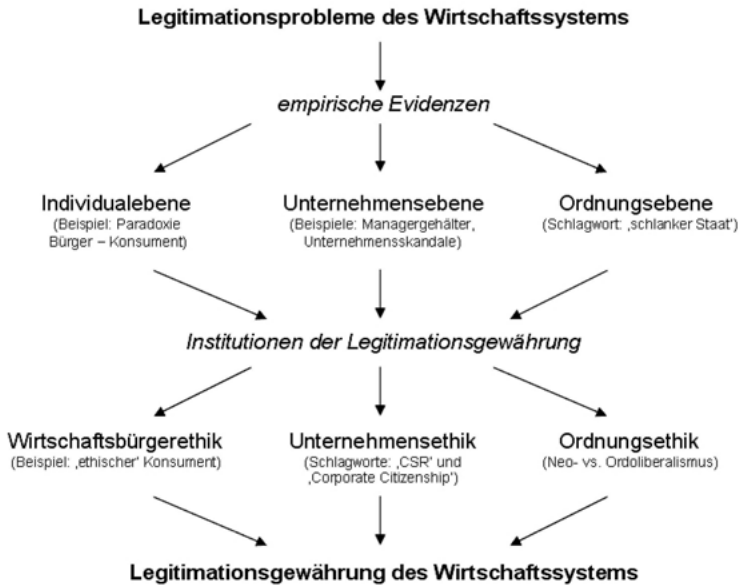 Legitimationsprobleme des Wirtschaftssystems
empirische Evidenzen
Individualebene
(Beispiel: Paradoxie
Bürger – Konsument)
Unternehmensebene
(Beispiele: Managergehälter,
Unternehmensskandale)
Ordnungsebene
(Schlagwort: ‚schlanker Staat')
Institutionen der Legitimationsgewährung
Wirtschaftsbürgerethik
(Beispiel: ‚ethischer' Konsument)
Unternehmensethik
(Schlagworte: ‚CSR' und
‚Corporate Citizenship')
Ordnungsethik
(Neo- vs. Ordoliberalismus)
Legitimationsgewährung des Wirtschaftssystems